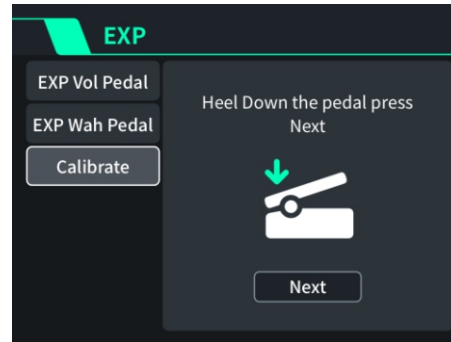 EXP
EXP Vol Pedal
EXP Wah Pedal
Calibrate
Heel Down the pedal press
Next
Next